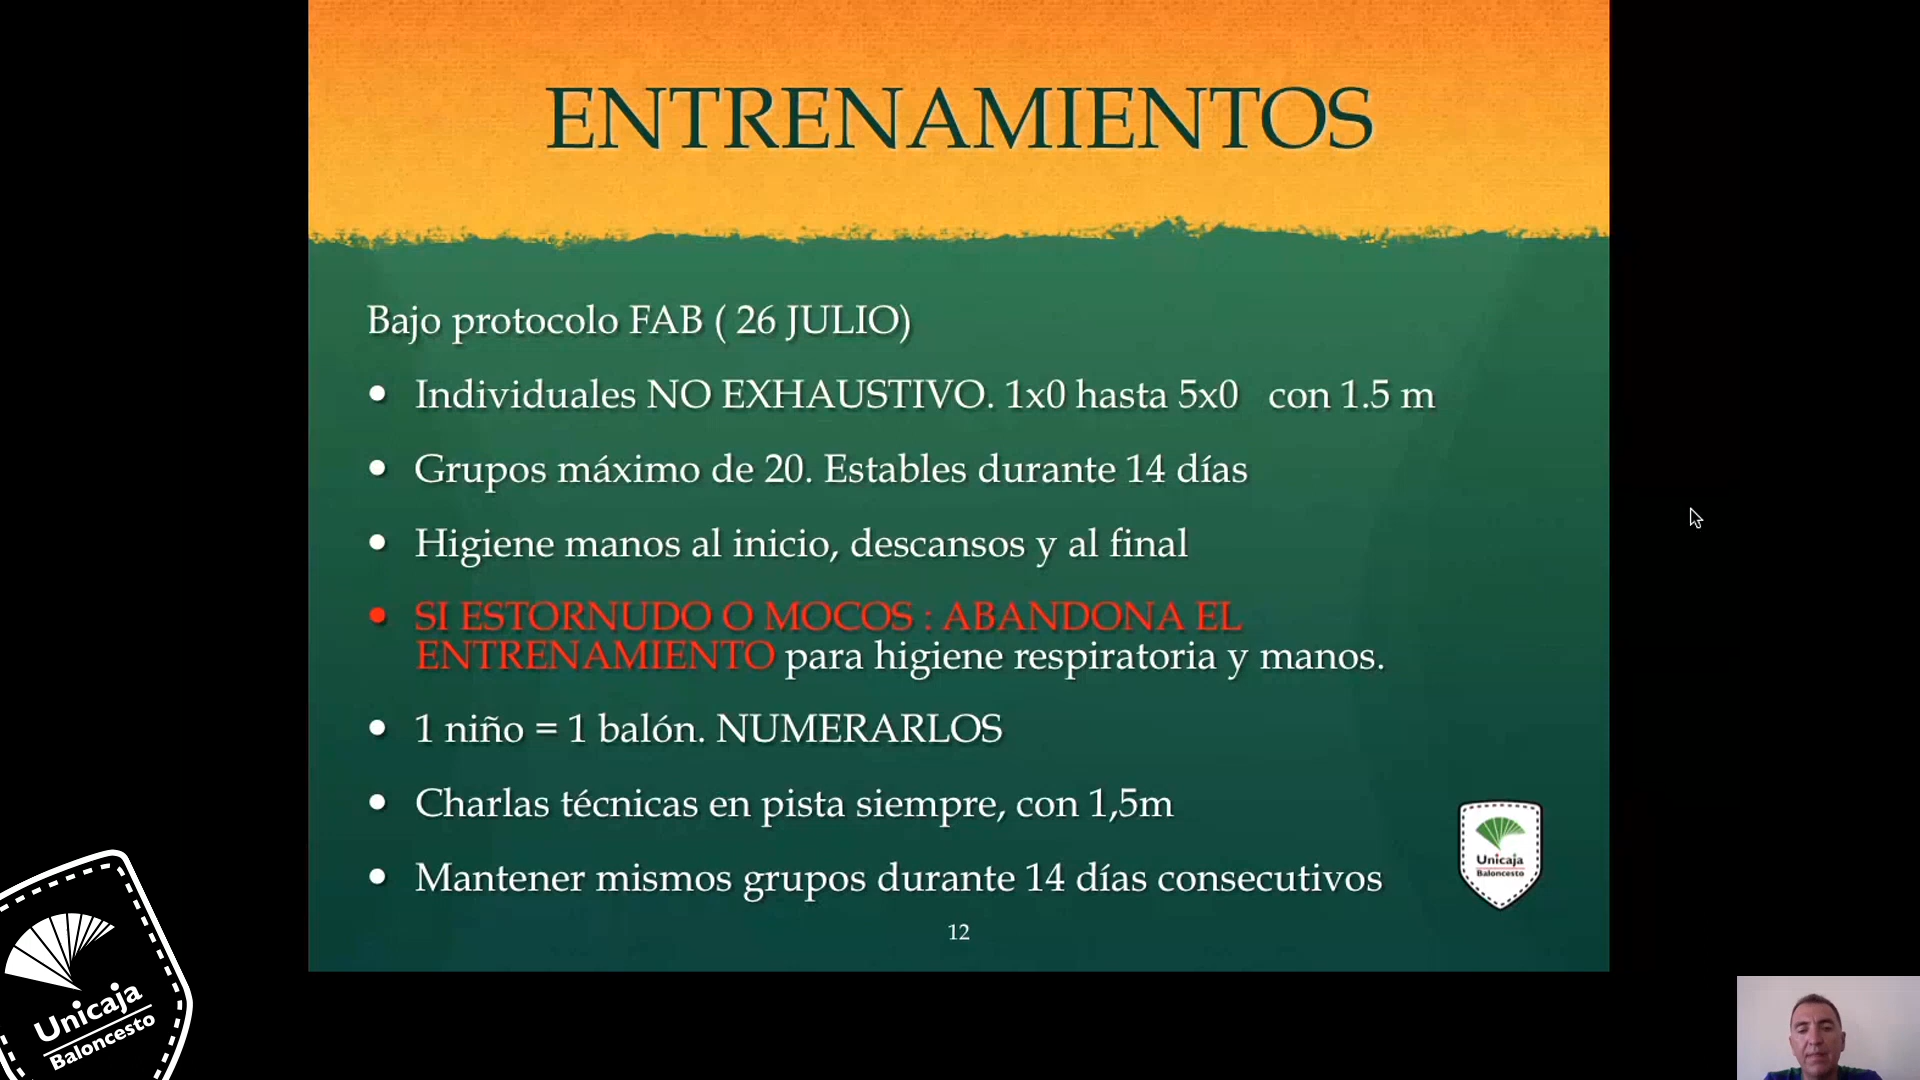 ENTRENAMIENTOS
Bajo protocolo FAB ( 26 JULIO)
• Individuales NO EXHAUSTIVO. 1x0 hasta 5x0 con 1.5 m
• Grupos máximo de 20. Estables durante 14 días
• Higiene manos al inicio, descansos y al final
• SI ESTORNUDO O MOCOS : ABANDONA EL
ENTRENAMIENTO para higiene respiratoria y manos.
• 1 niño = 1 balón. NUMERARLOS
• Charlas técnicas en pista siempre, con 1,5m
• Mantener mismos grupos durante 14 días consecutivos
Unicaja
Baloncesto
12
Unicaja
Baloncesto